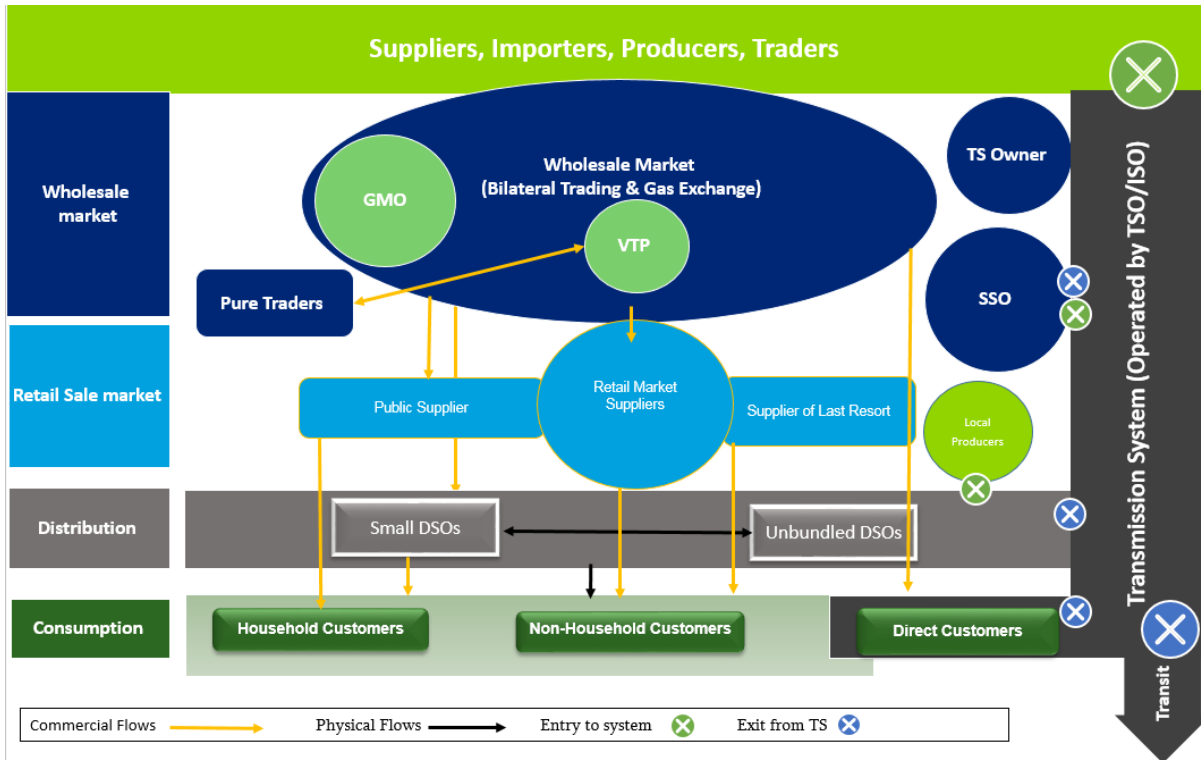 Suppliers, Importers, Producers, Traders
Wholesale
market
Wholesale Market
(Bilateral Trading & Gas Exchange)
GMO
VTP
TS Owner
Pure Traders
SSO
Retail Sale market
Public Supplier
Retail Market
Suppliers
Supplier of Last Resort
Local
Producers
Transmission System (Operated by TSO/ISO)
Distribution
Small DSOs
Unbundled DSOs
Consumption
Household Customers
Non-Household Customers
Direct Customers
Transit
Commercial Flows
Physical Flows
Entry to system
Exit from TS